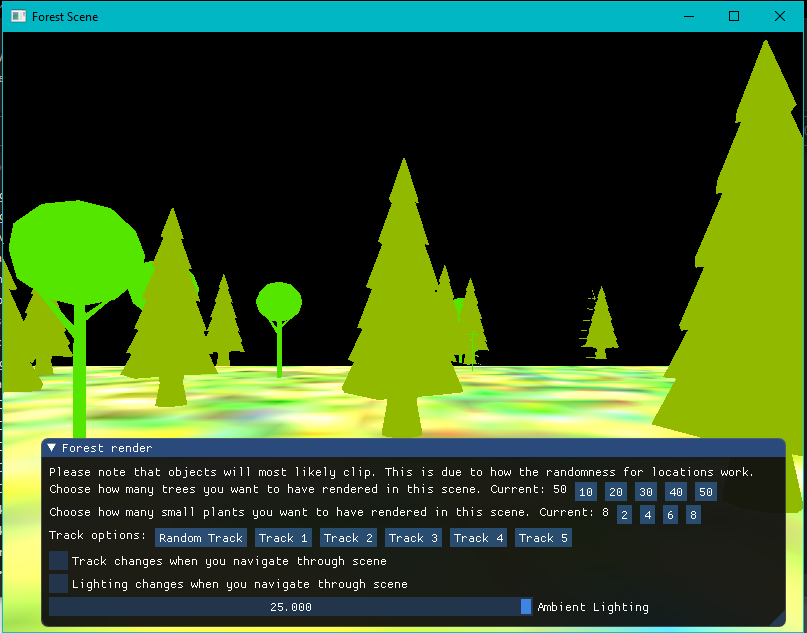 Forest Scene
Forest render
Please note that objects will most likely clip. This is due to how the randomness for locations work.
Choose how many trees you want to have rendered in this scene. Current: 50 10 20 30 40 50
Choose how many small plants you want to have rendered in this scene. Current: 8 2 4 6 8
Track options: Random Track Track 1 Track 2 Track 3 Track 4 Track 5
Track changes when you navigate through scene
Lighting changes when you navigate through scene
25.000 Ambient Lighting